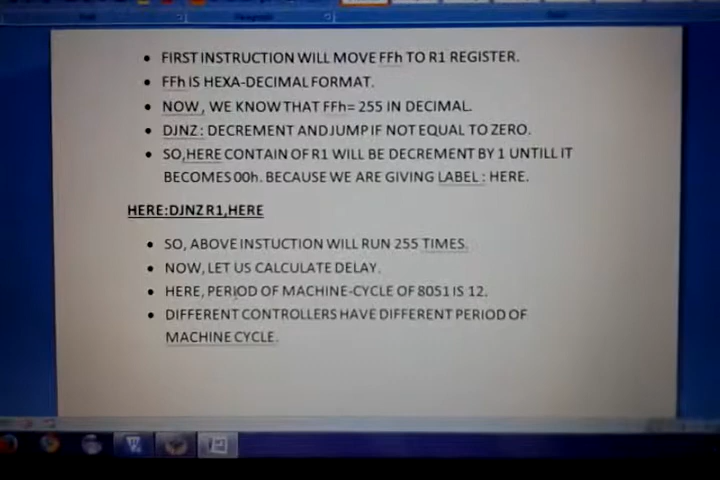 FIRST INSTRUCTION WILL MOVE FFh TO R1 REGISTER.
FFh IS HEXA-DECIMAL FORMAT.
NOW, WE KNOW THAT FFh= 255 IN DECIMAL.
DJNZ: DECREMENT AND JUMP IF NOT EQUAL TO ZERO.
SO,HERE CONTAIN OF R1 WILL BE DECREMENT BY 1 UNTILL IT
BECOMES 00h. BECAUSE WE ARE GIVING LABEL : HERE.
HERE:DJNZ R1,HERE
SO, ABOVE INSTUCTION WILL RUN 255 TIMES.
NOW, LET US CALCULATE DELAY.
HERE, PERIOD OF MACHINE-CYCLE OF 8051 IS 12.
DIFFERENT CONTROLLERS HAVE DIFFERENT PERIOD OF
MACHINE CYCLE.